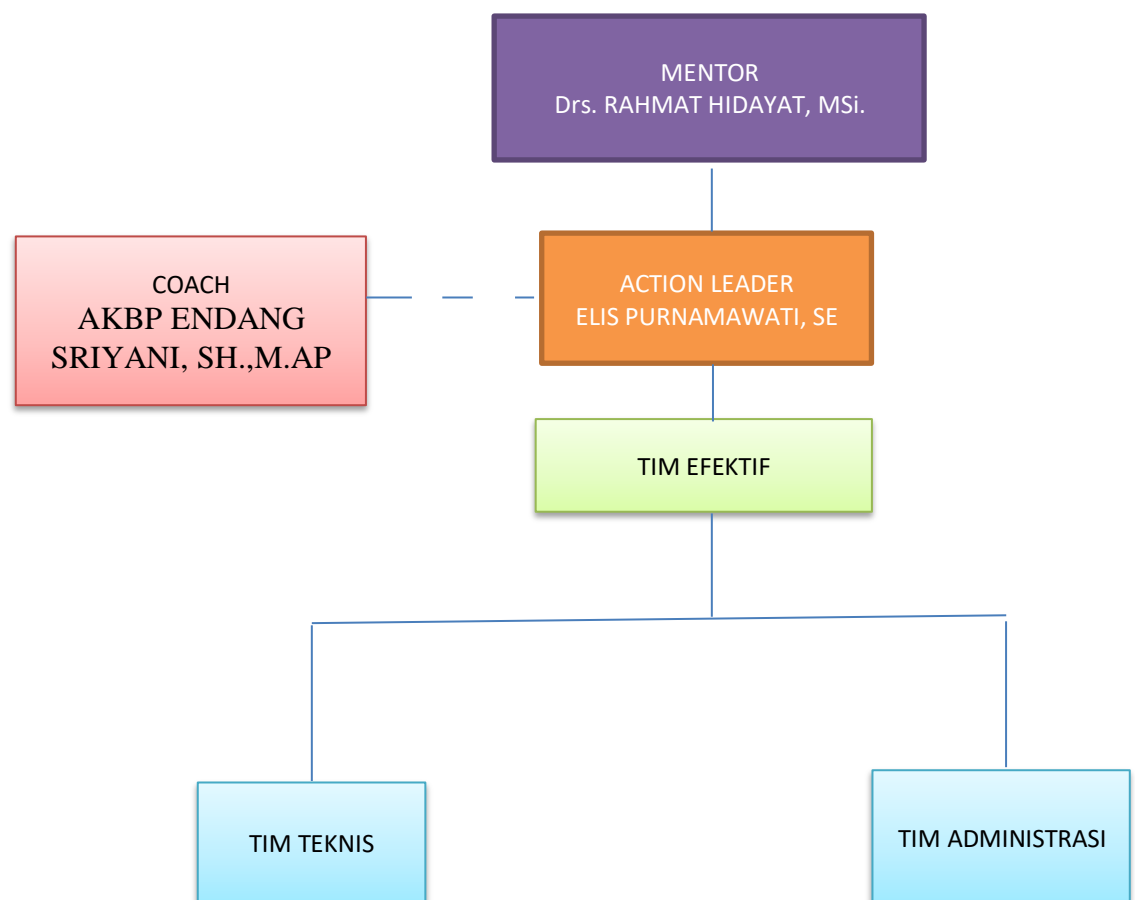 MENTOR
Drs. RAHMAT HIDAYAT, MSi.
COACH
AKBP ENDANG
SRIYANI, SH.,M.AP
ACTION LEADER
ELIS PURNAMAWATI, SE
TIM EFEKTIF
TIM TEKNIS
TIM ADMINISTRASI